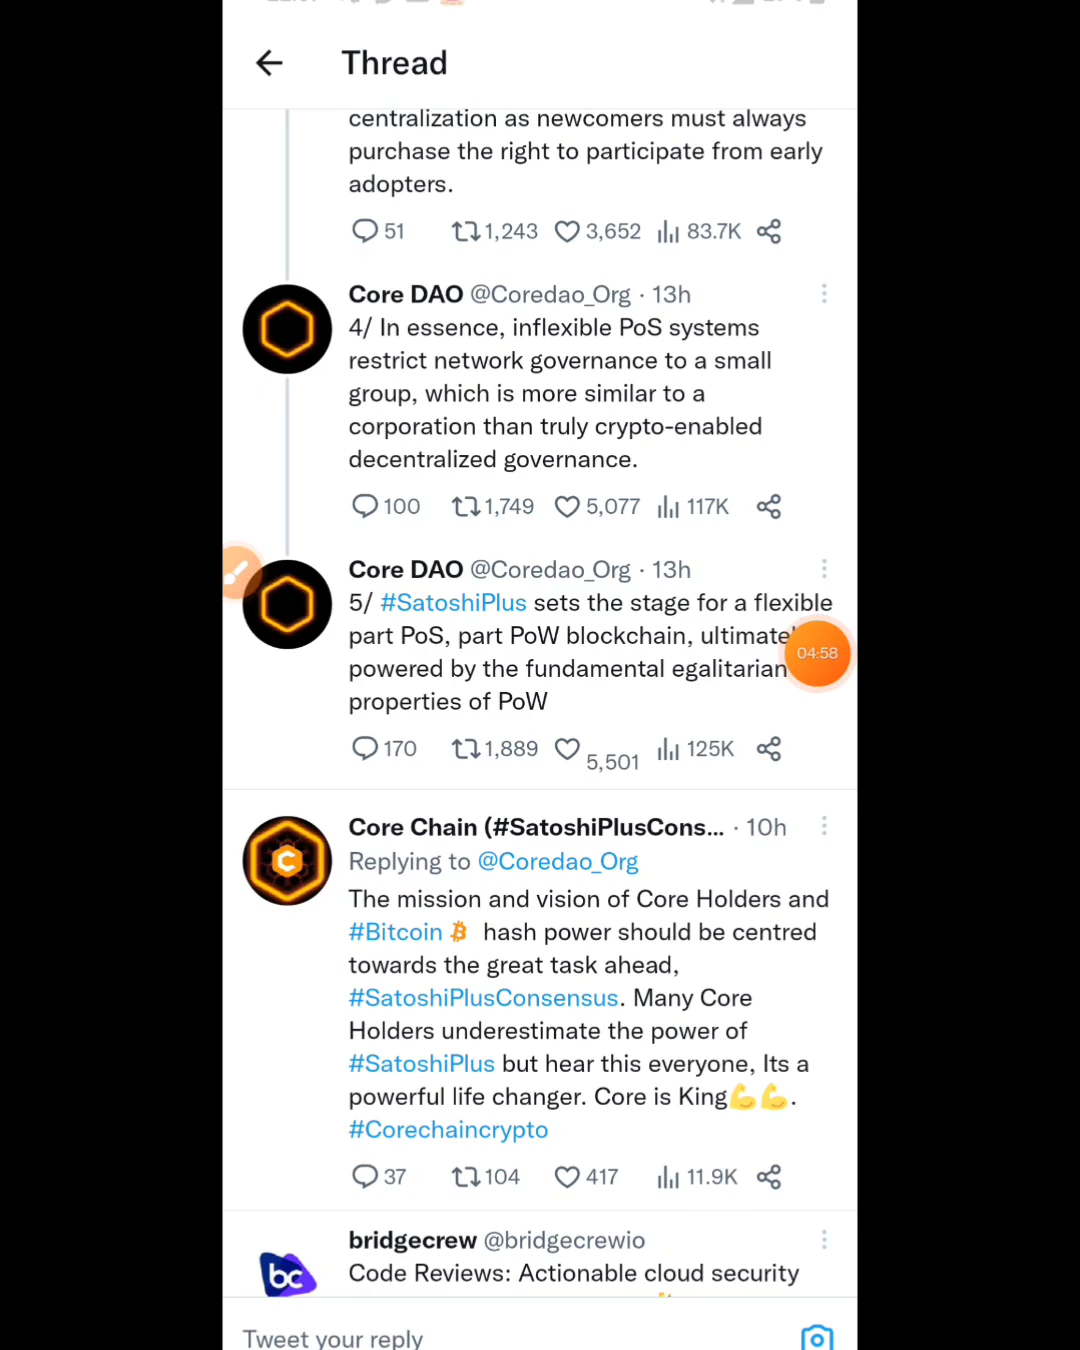 Thread
centralization as newcomers must always
purchase the right to participate from early
adopters.
51 1,243 3,652 83.7K
Core DAO @Coredao_Org · 13h
4/ In essence, inflexible PoS systems
restrict network governance to a small
group, which is more similar to a
corporation than truly crypto-enabled
decentralized governance.
100 1,749 5,077 117K
Core DAO @Coredao_Org · 13h
5/ #SatoshiPlus sets the stage for a flexible
part PoS, part PoW blockchain,
04:58
powered by the fundamental egalitarian
properties of PoW
170 1,889 5,501 125K
Core Chain (#SatoshiPlusCons... · 10h
Replying to @Coredao_Org
The mission and vision of Core Holders and
#Bitcoin hash power should be centred
towards the great task ahead,
#SatoshiPlusConsensus. Many Core
Holders underestimate the power of
#SatoshiPlus but hear this everyone, Its a
powerful life changer. Core is King💪💪.
#Corechaincrypto
37 104 417 11.9K
bridgecrew @bridgecrewio
bc
Code Reviews: Actionable cloud security
Tweet your reply